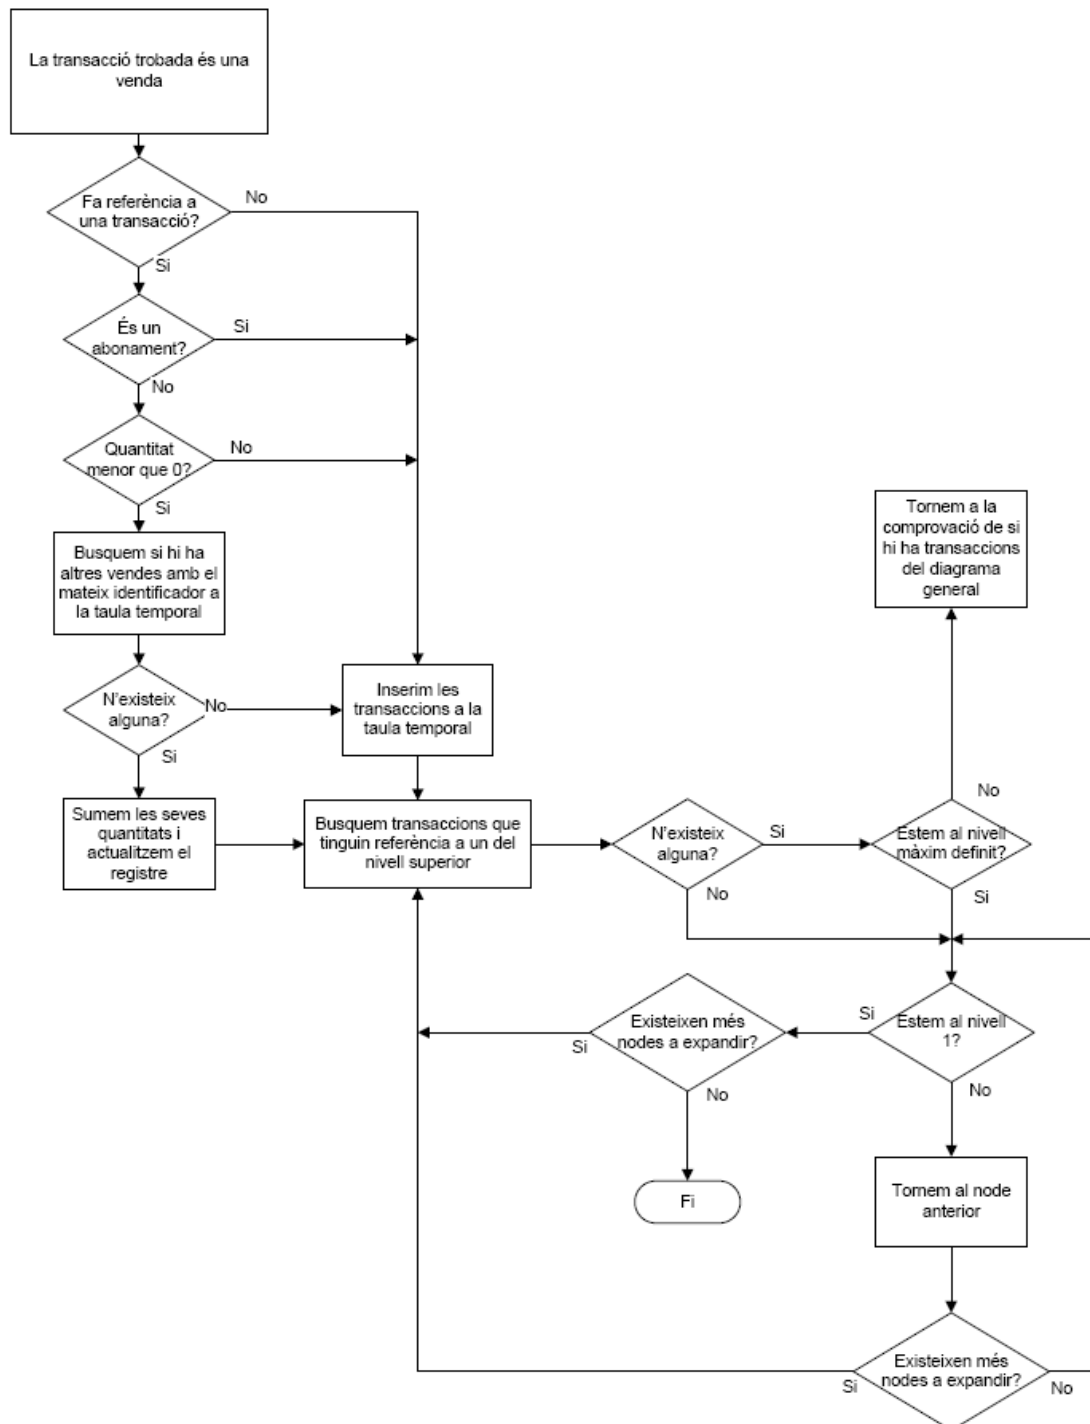 La transacció trobada és una
venda
Fa referència a
una transacció?
No
Si
És un
abonament?
Si
No
Quantitat
menor que 0?
No
Si
Busquem si hi ha
altres vendes amb el
mateix identificador a
la taula temporal
N'existeix
alguna?
No
Si
Inserim les
transaccions a la
taula temporal
Sumem les seves
quantitats i
actualitzem el
registre
Busquem transaccions que
tinguin referència a un del
nivell superior
N'existeix
alguna?
Si
No
Tornem a la
comprovació de si
hi ha transaccions
del diagrama
general
No
Estem al nivell
màxim definit?
Si
Estem al nivell
1?
Si
No
Existeixen més
nodes a expandir?
Si
No
Fi
Tornem al node
anterior
Existeixen més
nodes a expandir?
Si
No